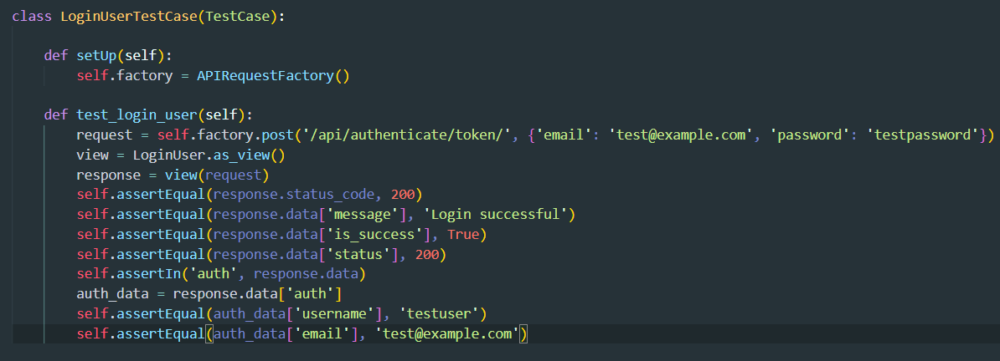 class LoginUserTestCase(TestCase):
def setUp(self):
self.factory = APIRequestFactory()
def test_login_user(self):
request = self.factory.post('/api/authenticate/token/', {'email': 'test@example.com', 'password': 'testpassword'})
view = LoginUser.as_view()
response = view(request)
self.assertEqual(response.status_code, 200)
self.assertEqual(response.data['message'], 'Login successful')
self.assertEqual(response.data['is_success'], True)
self.assertEqual(response.data['status'], 200)
self.assertIn('auth', response.data)
auth_data = response.data['auth']
self.assertEqual(auth_data['username'], 'testuser')
self.assertEqual(auth_data['email'], 'test@example.com')